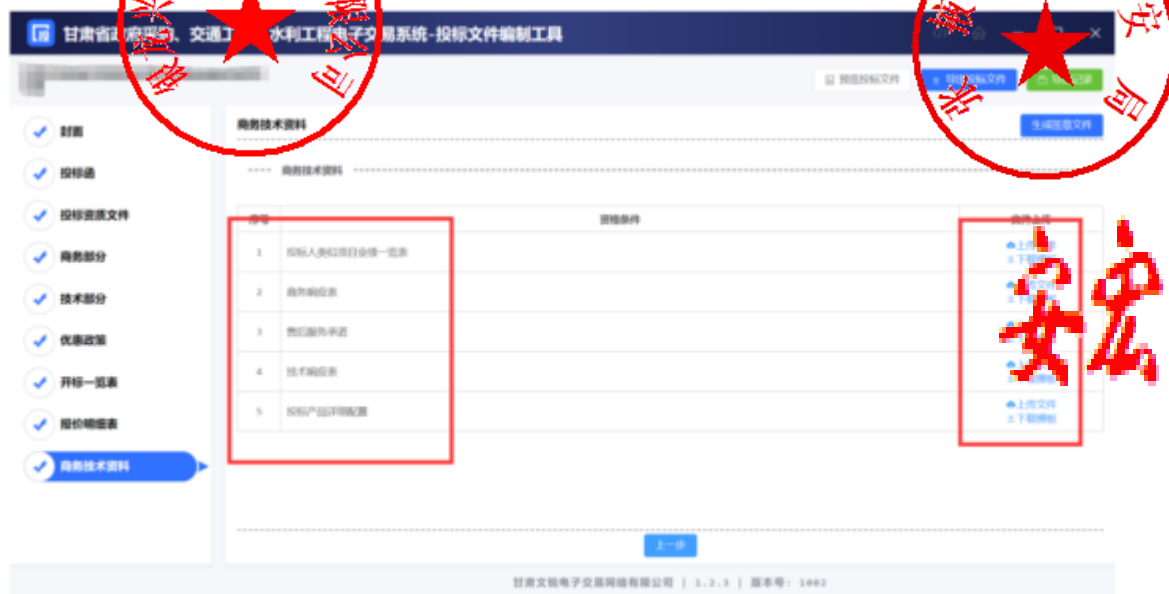 甘肃省政府采购、交通工 水利工程电子交易系统-投标文件编制工具
预览投标文件
封面
投标函
投标资质文件
商务部分
技术部分
优惠政策
开标一览表
报价明细表
商务技术资料
商务技术资料
生成签章文件
商务技术资料
序号 资格条件 文件上传
1 投标人类似项目业绩一览表
2 商务响应表
3 售后服务承诺
4 技术响应表
5 投标产品详细配置 上传文件
下载模板
上一步
甘肃文锐电子交易网络有限公司 | 1.2.3 | 版本号: 1002
公司
安
局
张
安宏